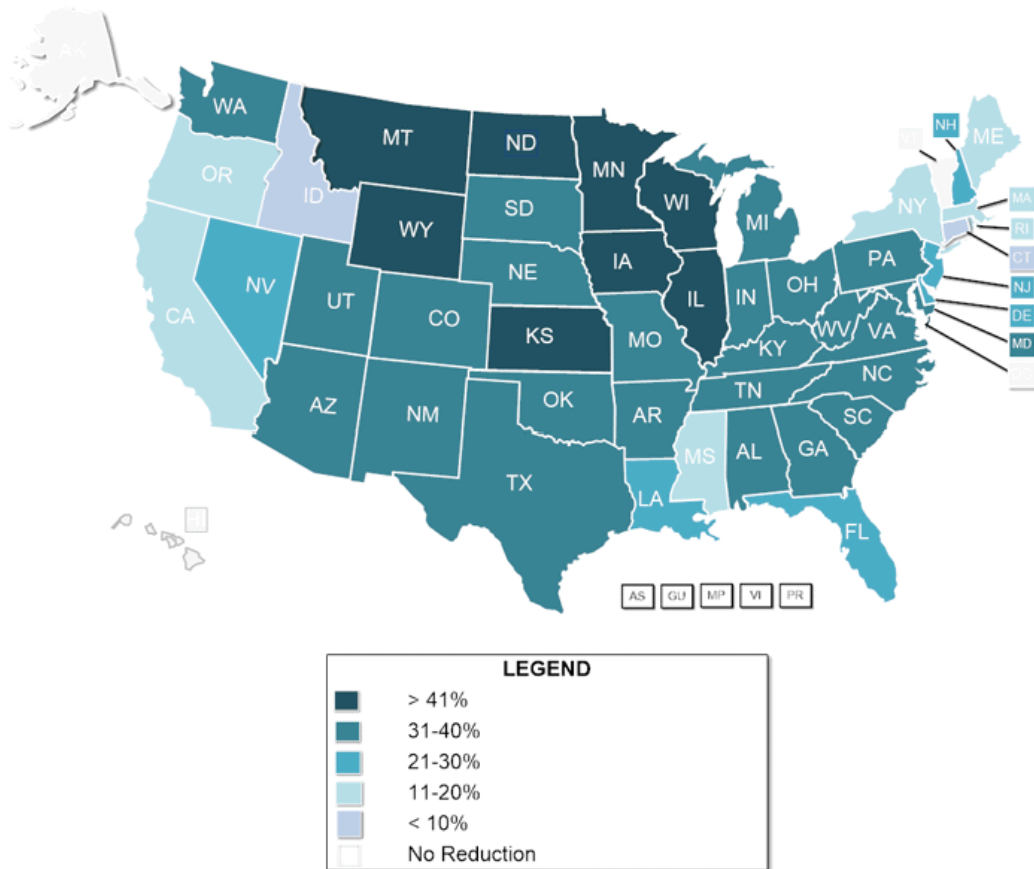 AK
WA
MT
ND
MN
NH
VT
ME
OR
ID
SD
WI
MI
NY
MA
RI
WY
CT
IA
PA
NJ
NV
NE
IL
IN
OH
DE
CA
UT
CO
KS
MO
WV
VA
MD
KY
NC
TN
AZ
NM
OK
AR
SC
MS
AL
GA
TX
LA
HI
FL
AS GU MP VI PR
LEGEND
> 41%
31-40%
21-30%
11-20%
< 10%
No Reduction